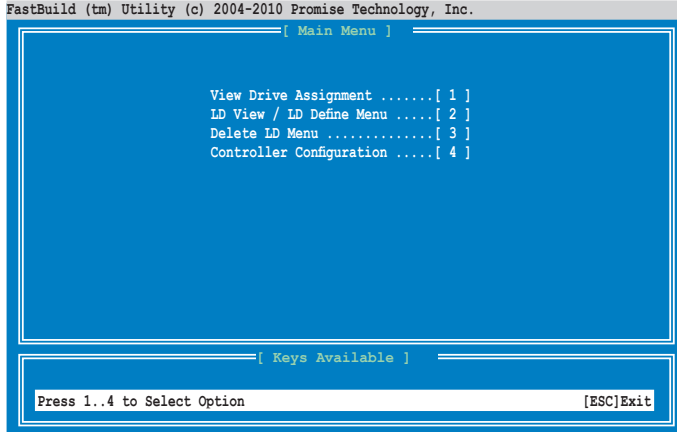 FastBuild (tm) Utility (c) 2004-2010 Promise Technology, Inc.
[ Main Menu ]
View Drive Assignment .......[ 1 ]
LD View / LD Define Menu .....[ 2 ]
Delete LD Menu ..............[ 3 ]
Controller Configuration .....[ 4 ]
[ Keys Available ]
Press 1..4 to Select Option [ESC]Exit